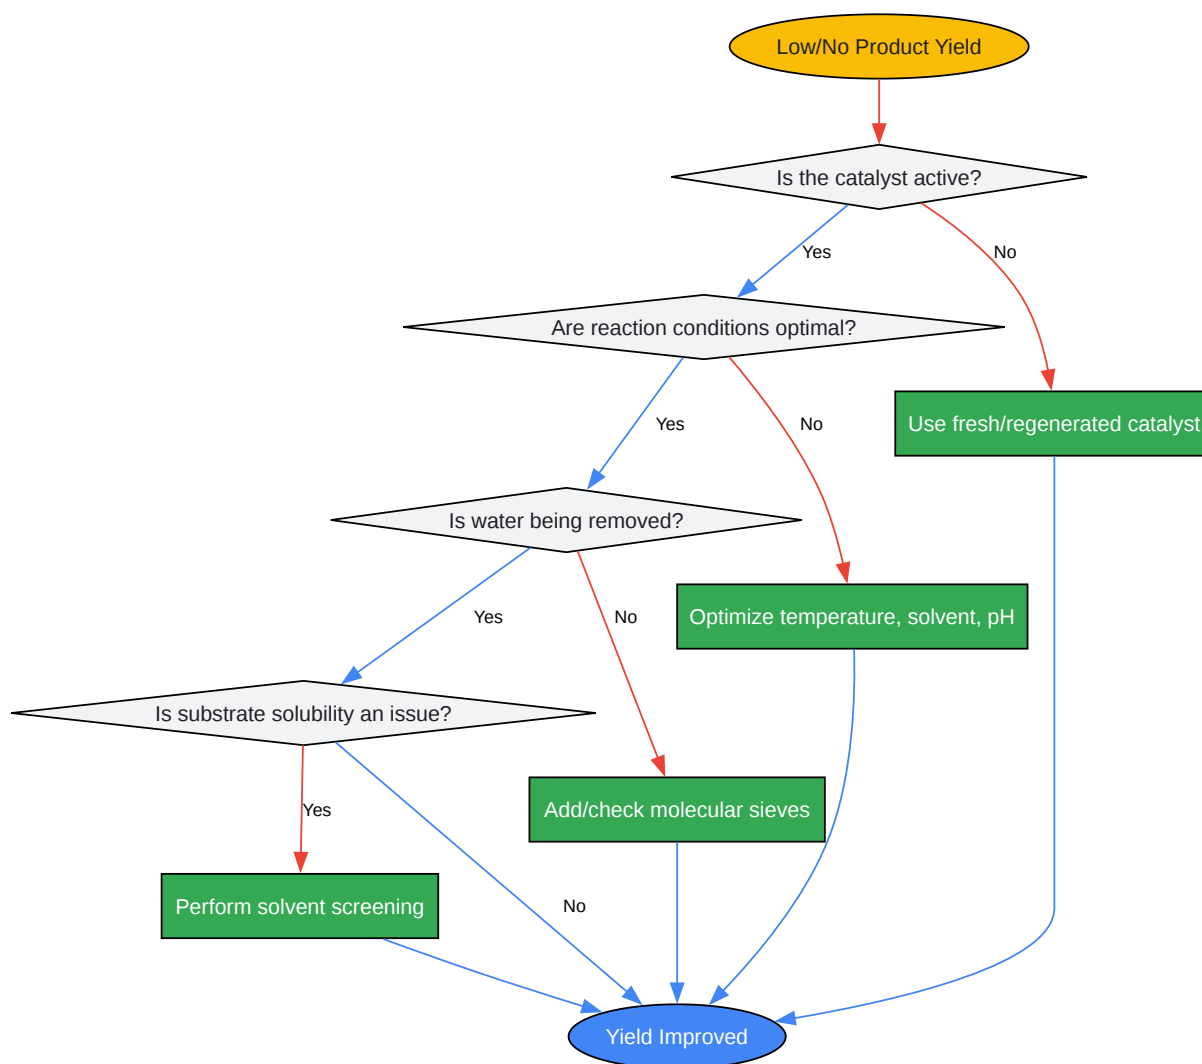 Low/No Product Yield
Is the catalyst active?
Yes
No
Are reaction conditions optimal?
Yes
No
Use fresh/regenerated catalyst
Is water being removed?
Yes
No
Optimize temperature, solvent, pH
Is substrate solubility an issue?
Yes
Add/check molecular sieves
Perform solvent screening
No
Yield Improved